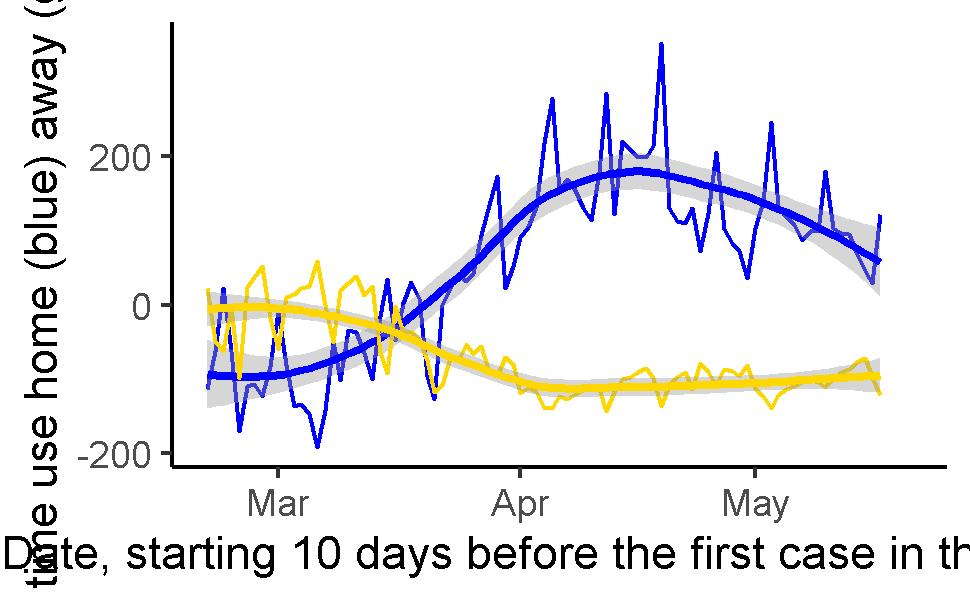 time use home (blue) away (
200
0
-200
Mar Apr May
Date, starting 10 days before the first case in th